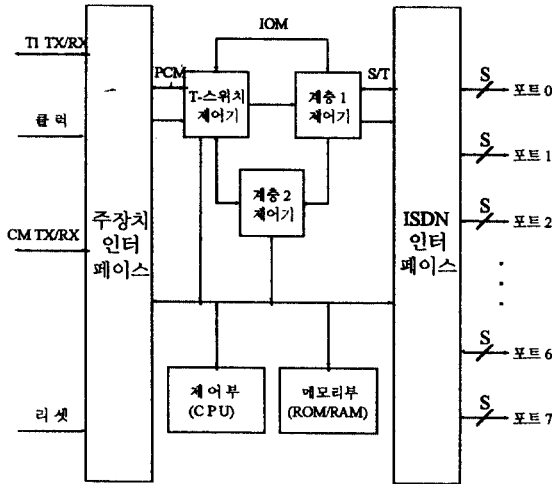 T1 TX/RX
클 럭
CM TX/RX
리 셋
주장치
인터
페이스
IOM
PCM
T-스위치
제어기
계층 1
제어기
S/T
계층 2
제어기
제 어 부
(C P U)
메모리부
(ROM/RAM)
ISDN
인터
페이스
S
포트 0
S
포트 1
S
포트 2
S
포트 6
S
포트 7